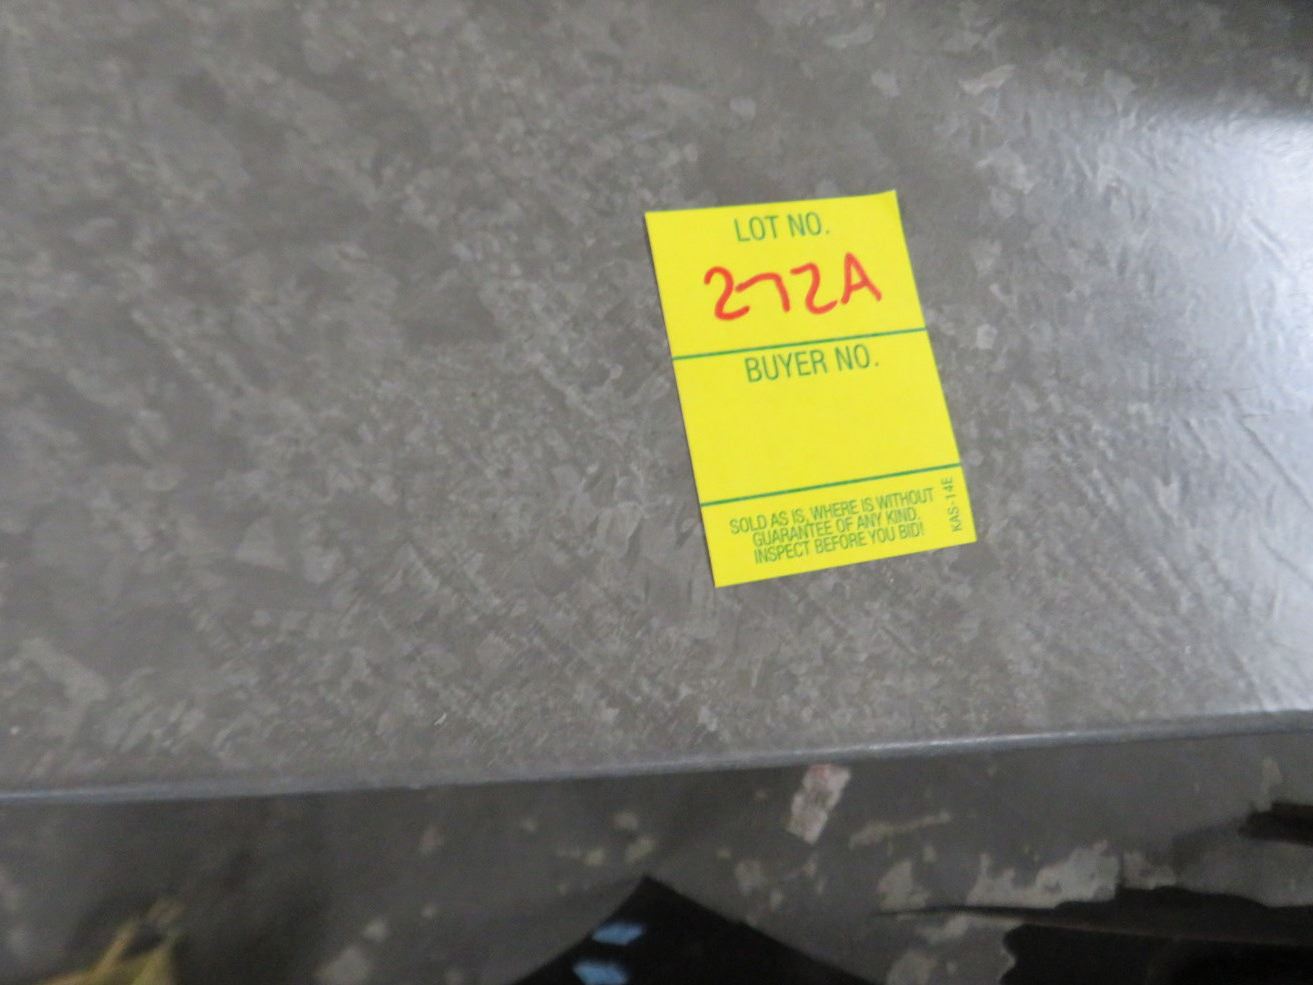 LOT NO.
272A
BUYER NO.
SOLD AS IS, WHERE IS WITHOUT
GUARANTEE OF ANY KIND.
INSPECT BEFORE YOU BID!
KAS-14E